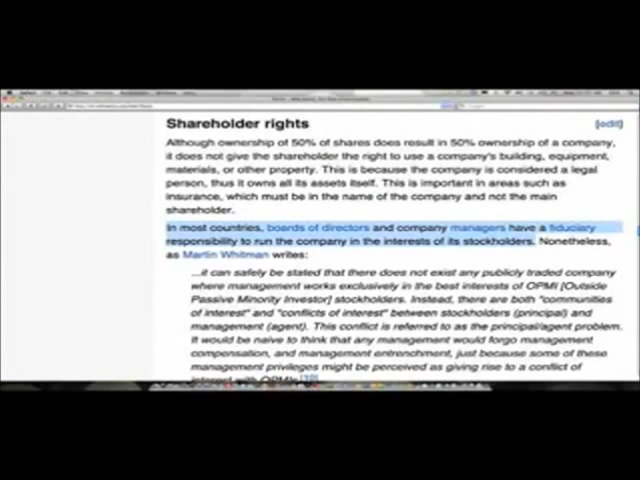 Shareholder rights [edit]
Although ownership of 50% of shares does result in 50% ownership of a company,
it does not give the shareholder the right to use a company's building, equipment,
materials, or other property. This is because the company is considered a legal
person, thus it owns all its assets itself. This is important in areas such as
insurance, which must be in the name of the company and not the main
shareholder.
In most countries, boards of directors and company managers have a fiduciary
responsibility to run the company in the interests of its stockholders. Nonetheless,
as Martin Whitman writes:
...it can safely be stated that there does not exist any publicly traded company
where management works exclusively in the best interests of OPMI [Outside
Passive Minority Investor] stockholders. Instead, there are both "communities
of interest" and "conflicts of interest" between stockholders (principal) and
management (agent). This conflict is referred to as the principal/agent problem.
It would be naive to think that any management would forgo management
compensation, and management entrenchment, just because some of these
management privileges might be perceived as giving rise to a conflict of
interest with OPMIs.